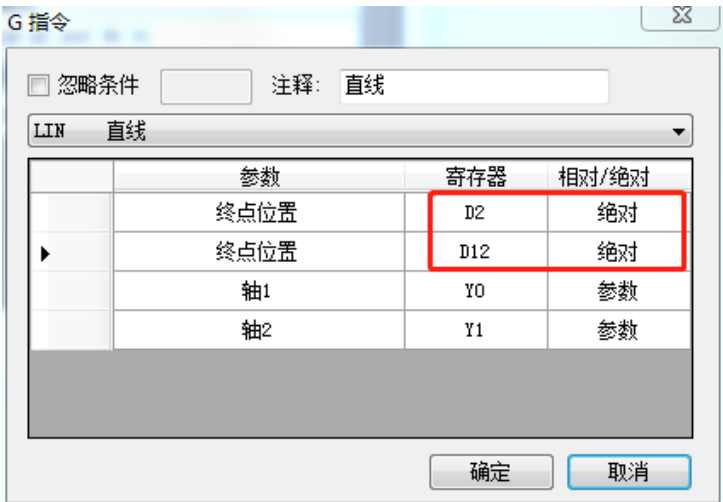 G 指令
忽略条件 注释: 直线
LIN 直线
参数 寄存器 相对/绝对
终点位置 D2 绝对
终点位置 D12 绝对
轴1 Y0 参数
轴2 Y1 参数
确定 取消